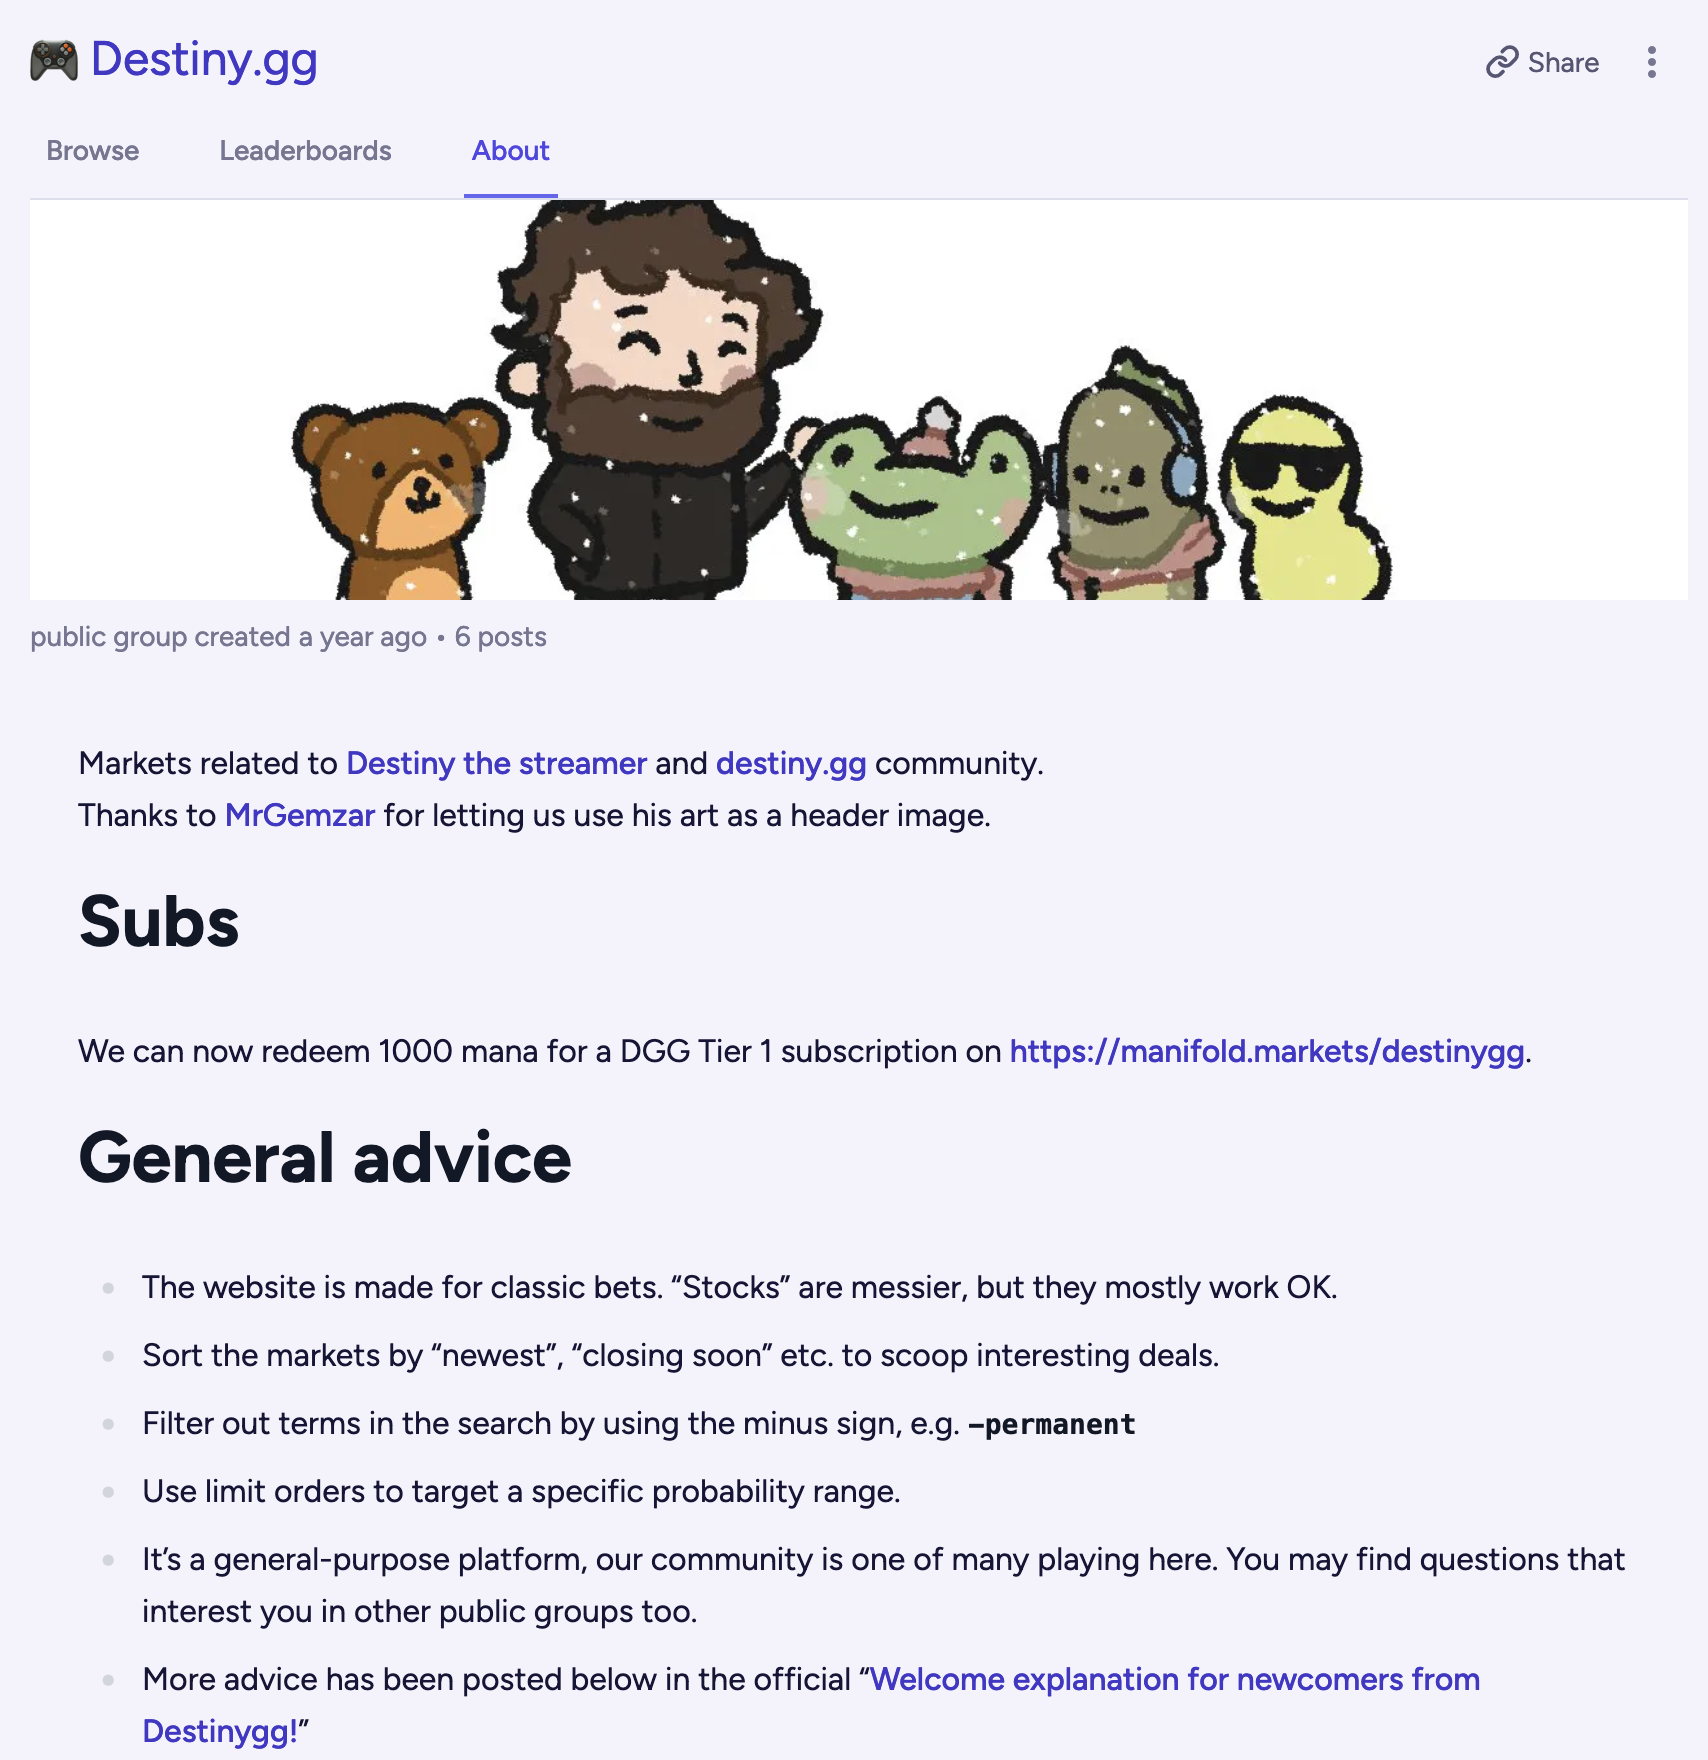 Destiny.gg
Share
Browse
Leaderboards
About
public group created a year ago • 6 posts
Markets related to Destiny the streamer and destiny.gg community.
Thanks to MrGemzar for letting us use his art as a header image.
Subs
We can now redeem 1000 mana for a DGG Tier 1 subscription on https://manifold.markets/destinygg.
General advice
The website is made for classic bets. “Stocks” are messier, but they mostly work OK.
Sort the markets by “newest”, “closing soon” etc. to scoop interesting deals.
Filter out terms in the search by using the minus sign, e.g. –permanent
Use limit orders to target a specific probability range.
It’s a general-purpose platform, our community is one of many playing here. You may find questions that
interest you in other public groups too.
More advice has been posted below in the official “Welcome explanation for newcomers from
Destinygg!”